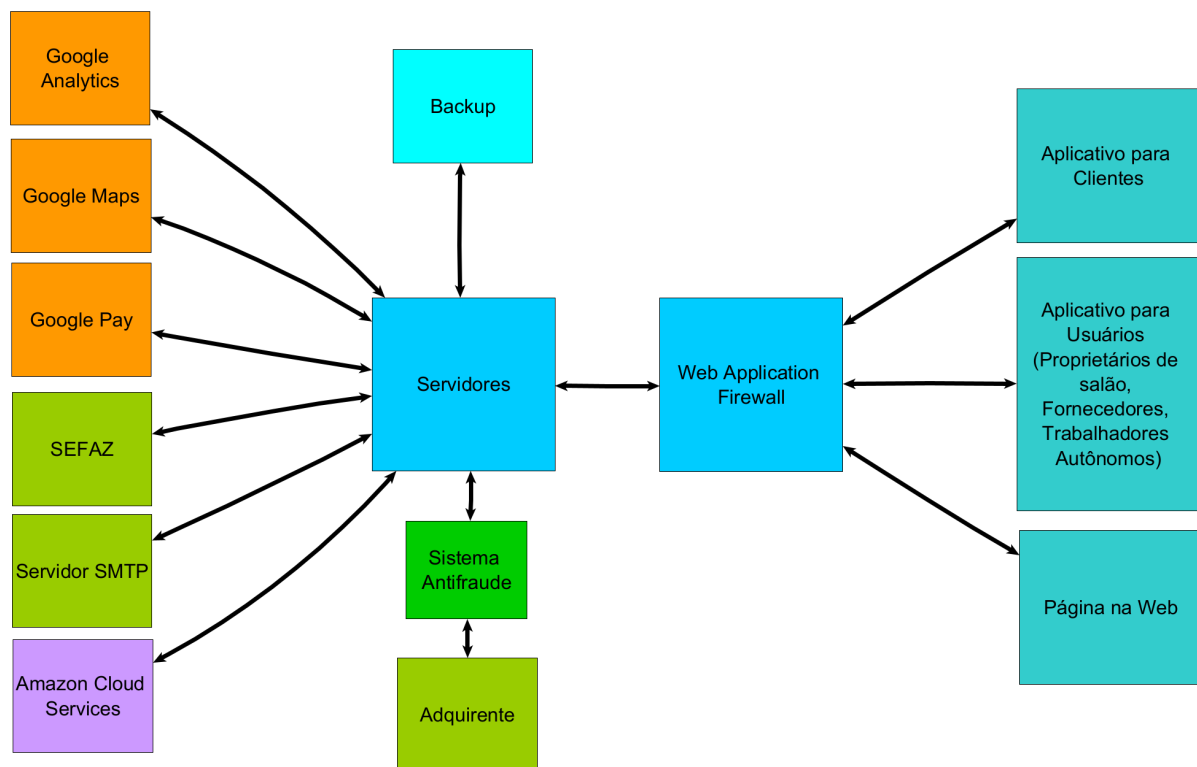 Google
Analytics
Google Maps
Google Pay
SEFAZ
Servidor SMTP
Amazon Cloud
Services
Backup
Servidores
Sistema
Antifraude
Adquirente
Web Application
Firewall
Aplicativo para
Clientes
Aplicativo para
Usuários
(Proprietários de
salão,
Fornecedores,
Trabalhadores
Autônomos)
Página na Web